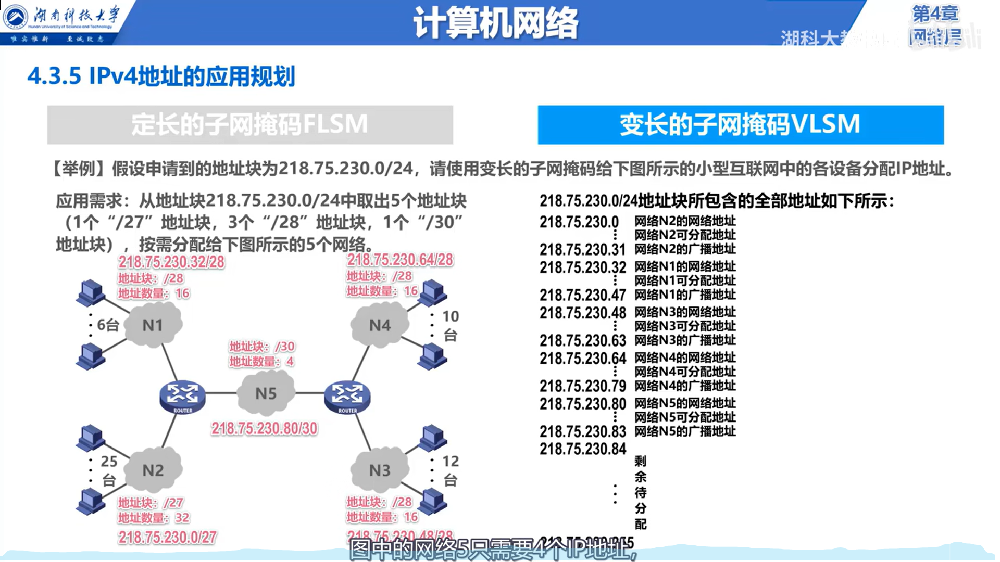 湖南科技大学
Hunan University of Science and Technology
唯实惟新 至诚致志
计算机网络
第4章
网络层
湖科大
4.3.5 IPv4地址的应用规划
定长的子网掩码FLSM
变长的子网掩码VLSM
【举例】假设申请到的地址块为218.75.230.0/24，请使用变长的子网掩码给下图所示的小型互联网中的各设备分配IP地址。
应用需求：从地址块218.75.230.0/24中取出5个地址块
（1个“/27”地址块，3个“/28”地址块，1个“/30”
地址块），按需分配给下图所示的5个网络。
218.75.230.32/28
地址块：/28
地址数量：16
N1
6台
218.75.230.64/28
地址块：/28
地址数量：16
N4
10
台
地址块：/30
地址数量：4
N5
218.75.230.80/30
ROUTER
ROUTER
25
台
N2
地址块：/27
地址数量：32
218.75.230.0/27
N3
12
台
地址块：/28
地址数量：16
218.75.230.48/28
218.75.230.0/24地址块所包含的全部地址如下所示：
218.75.230.0 网络N2的网络地址
⋮ 网络N2可分配地址
218.75.230.31 网络N2的广播地址
218.75.230.32 网络N1的网络地址
⋮ 网络N1可分配地址
218.75.230.47 网络N1的广播地址
218.75.230.48 网络N3的网络地址
⋮ 网络N3可分配地址
218.75.230.63 网络N3的广播地址
218.75.230.64 网络N4的网络地址
⋮ 网络N4可分配地址
218.75.230.79 网络N4的广播地址
218.75.230.80 网络N5的网络地址
⋮ 网络N5可分配地址
218.75.230.83 网络N5的广播地址
218.75.230.84
⋮ 剩余待分配
图中的网络5只需要4个IP地址，